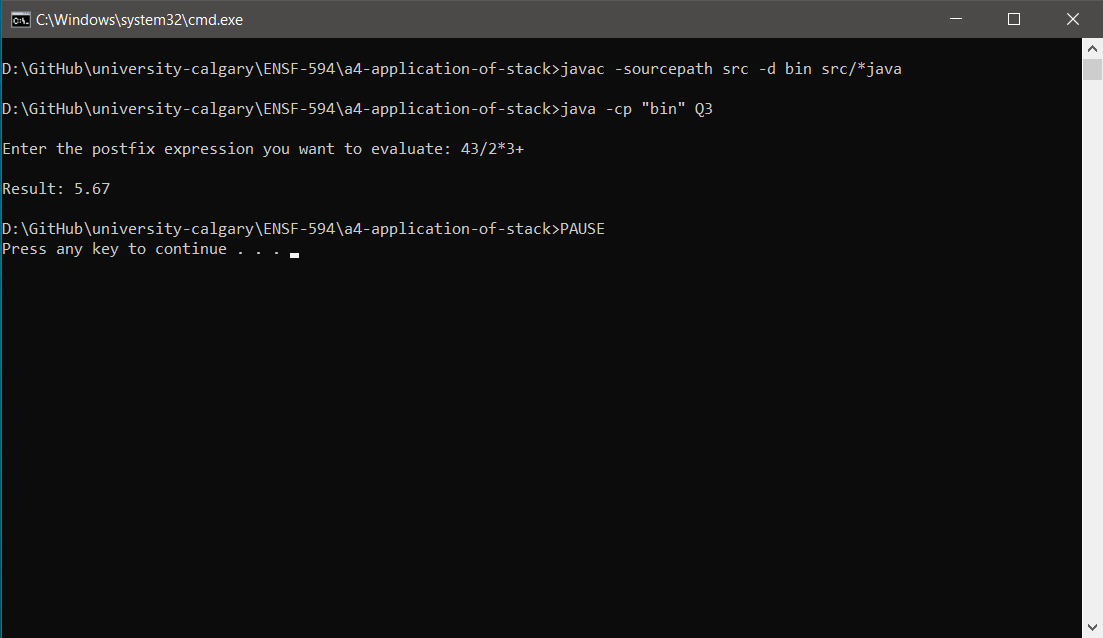 C:\Windows\system32\cmd.exe
D:\GitHub\university-calgary\ENSF-594\a4-application-of-stack>javac -sourcepath src -d bin src/*java
D:\GitHub\university-calgary\ENSF-594\a4-application-of-stack>java -cp "bin" Q3
Enter the postfix expression you want to evaluate: 43/2*3+
Result: 5.67
D:\GitHub\university-calgary\ENSF-594\a4-application-of-stack>PAUSE
Press any key to continue . . .